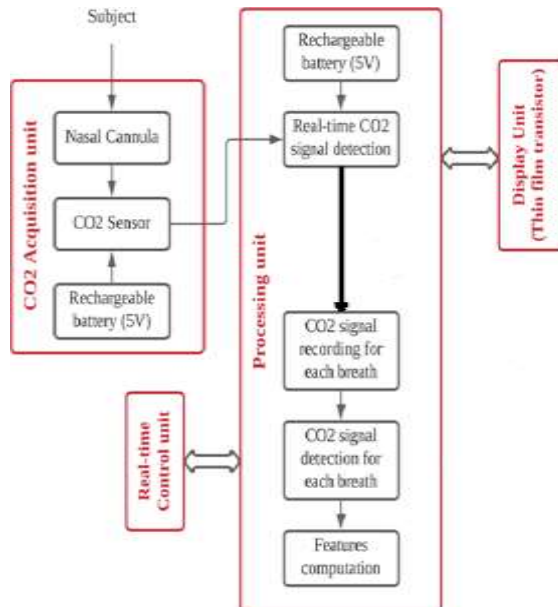 Subject
CO2 Acquisition unit
Nasal Cannula
CO2 Sensor
Rechargeable
battery (5V)
Processing unit
Rechargeable
battery (5V)
Real-time CO2
signal detection
CO2 signal
recording for
each breath
CO2 signal
detection for
each breath
Features
computation
Real-time
Control unit
Display Unit
(Thin film transistor)